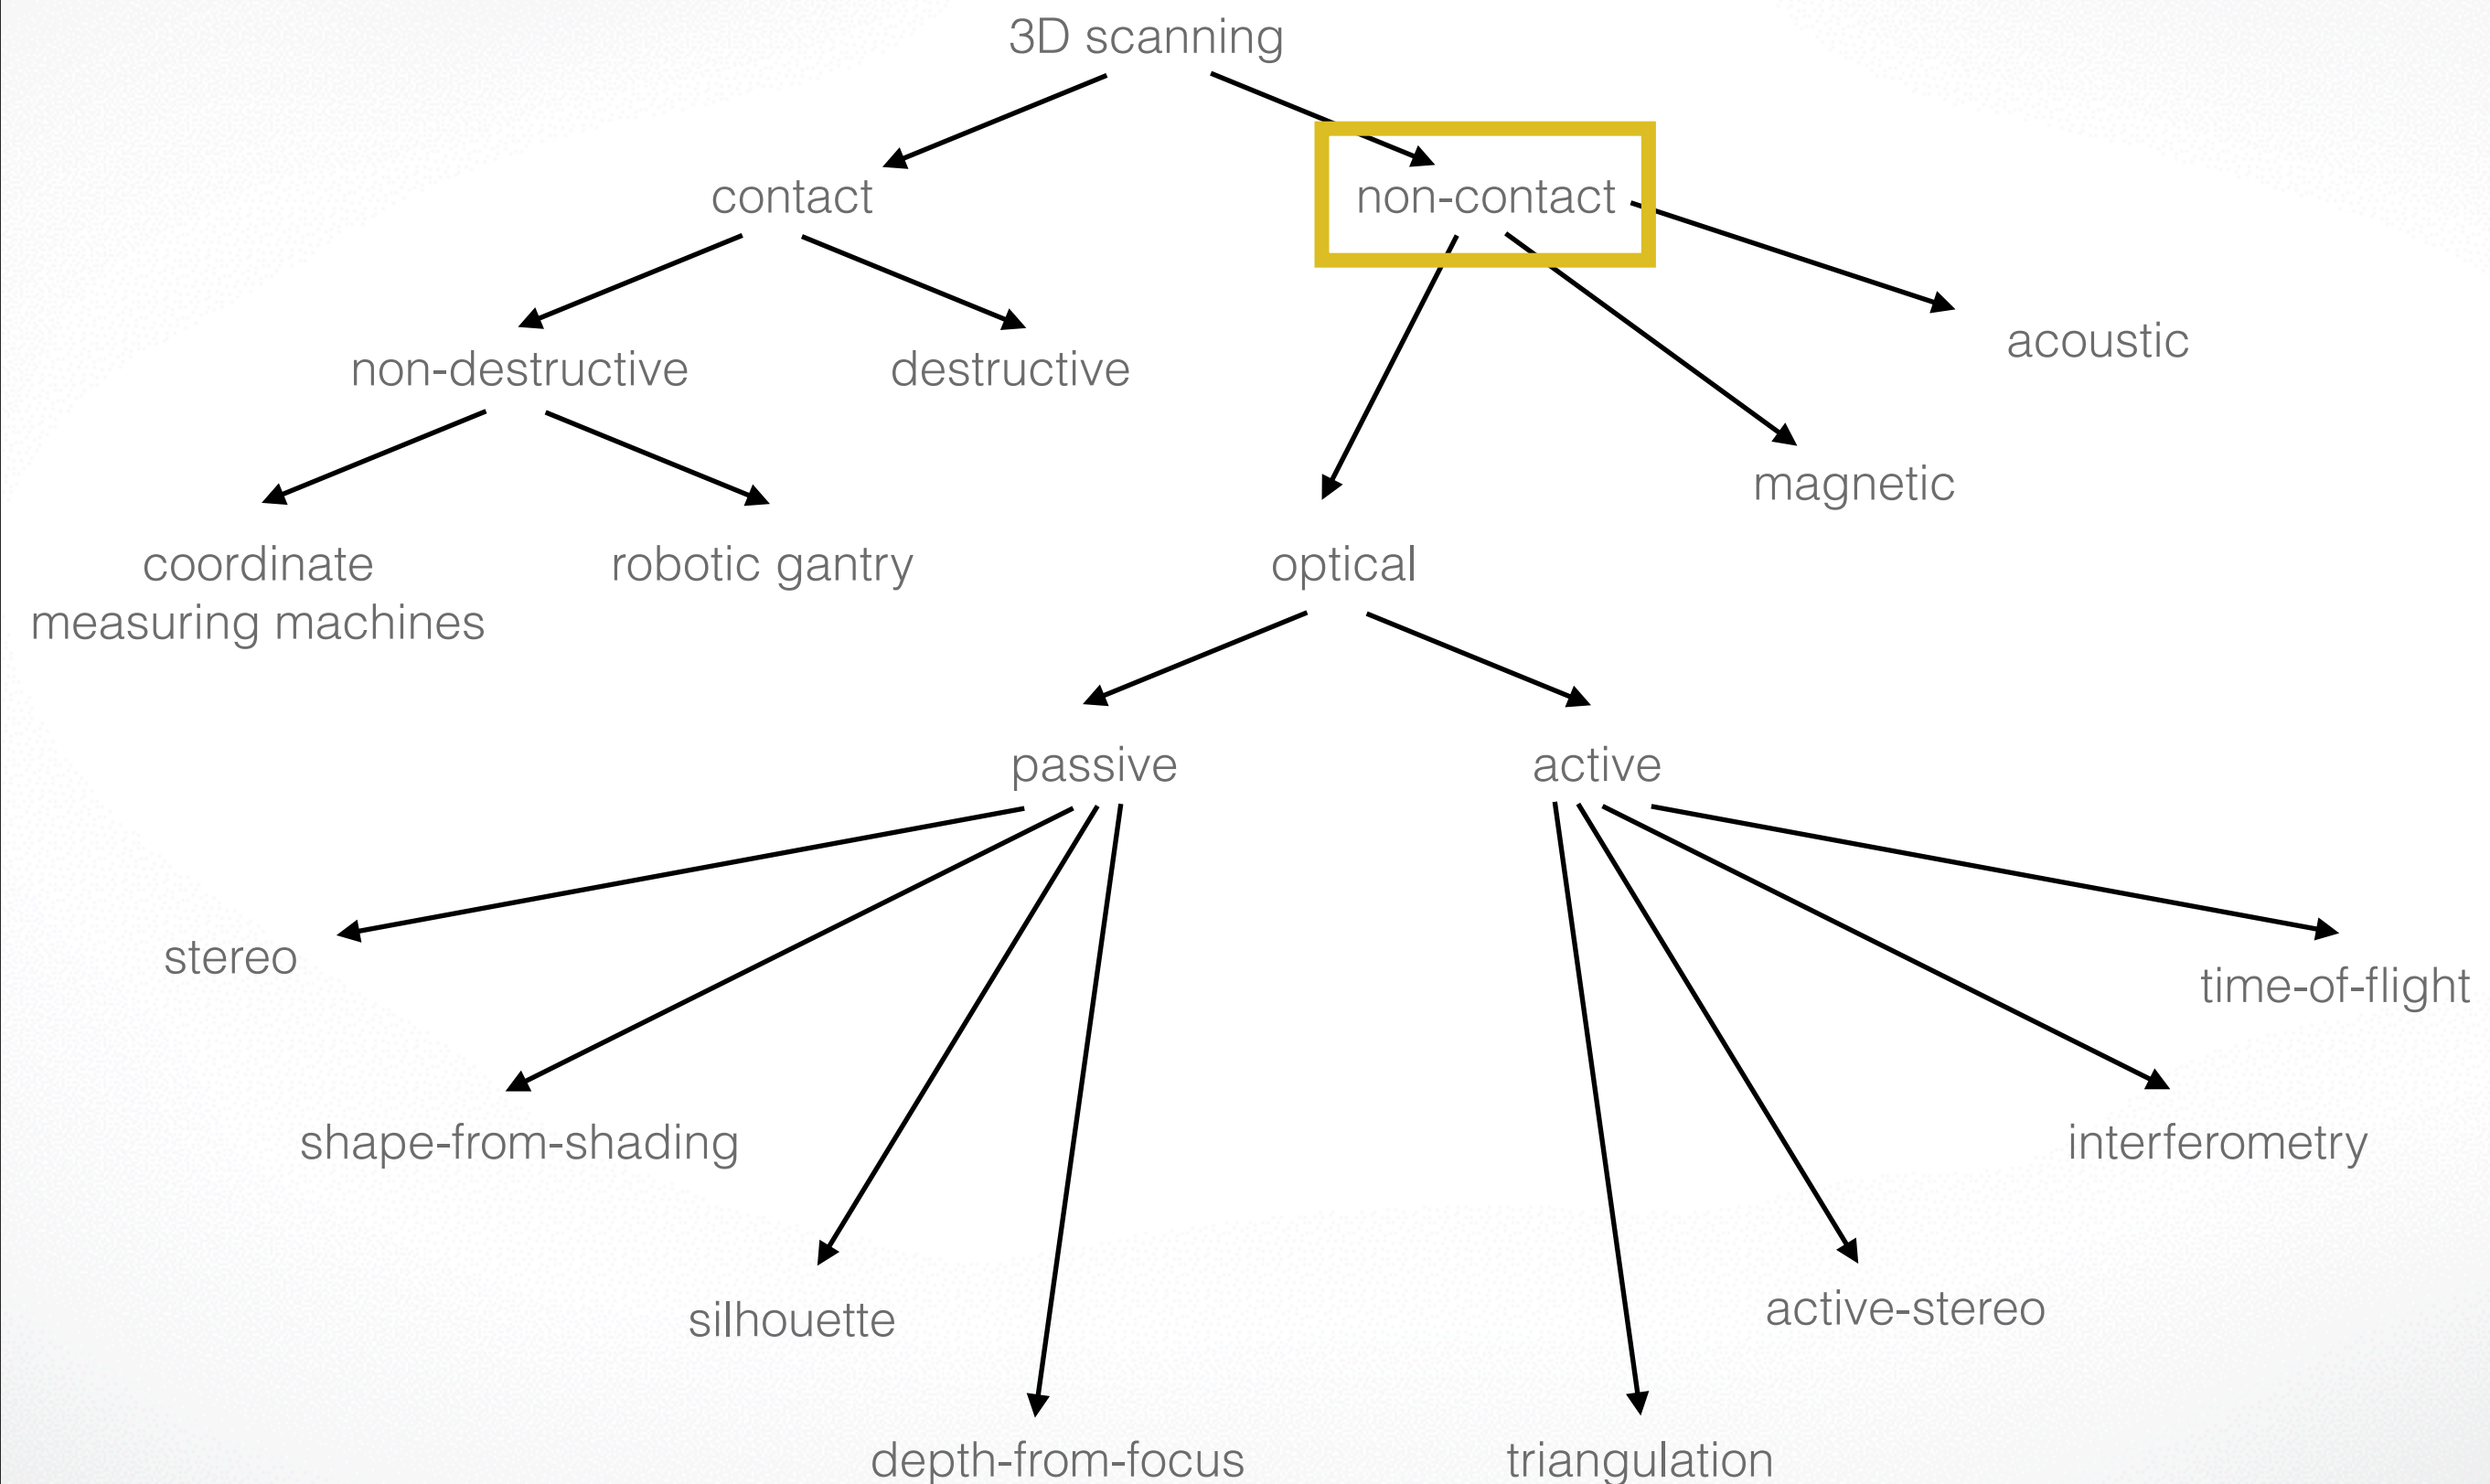 3D scanning
contact
non-contact
non-destructive
destructive
acoustic
magnetic
coordinate
measuring machines
robotic gantry
optical
passive
active
stereo
time-of-flight
shape-from-shading
interferometry
silhouette
active-stereo
depth-from-focus
triangulation